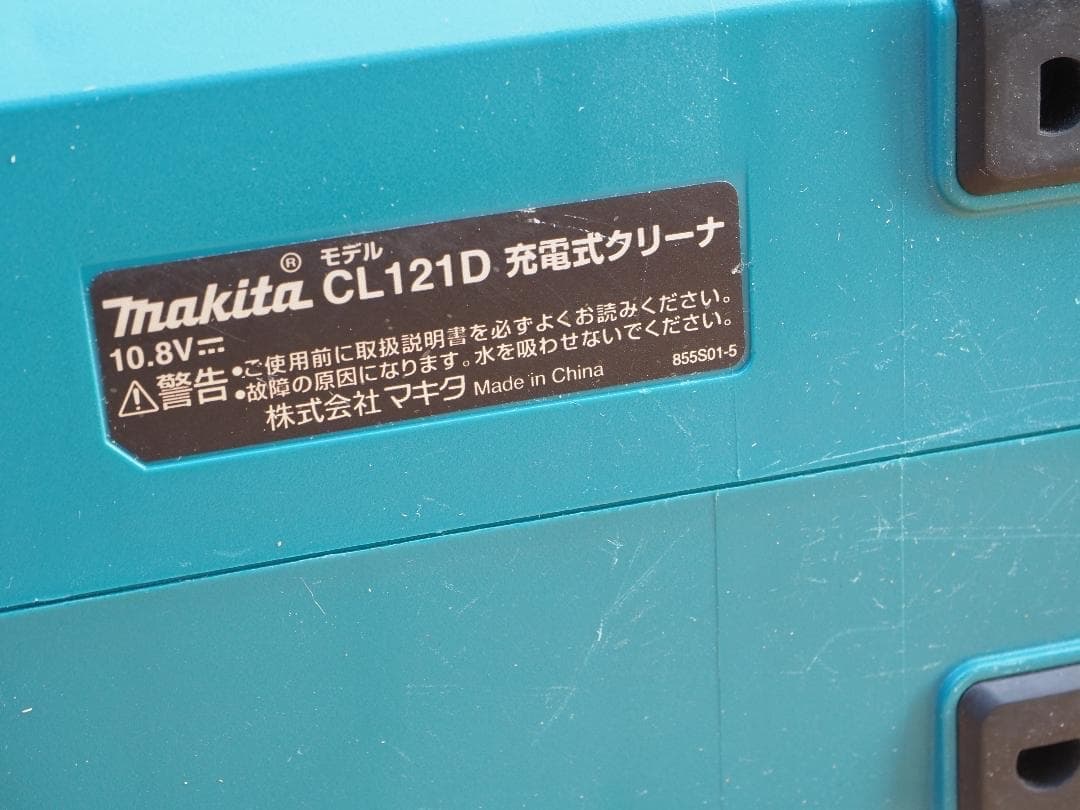 makita® モデル CL121D 充電式クリーナ
10.8V⎓
⚠警告 •ご使用前に取扱説明書を必ずよくお読みください。
•故障の原因になります。水を吸わせないでください。
株式会社 マキタ Made in China 855S01-5